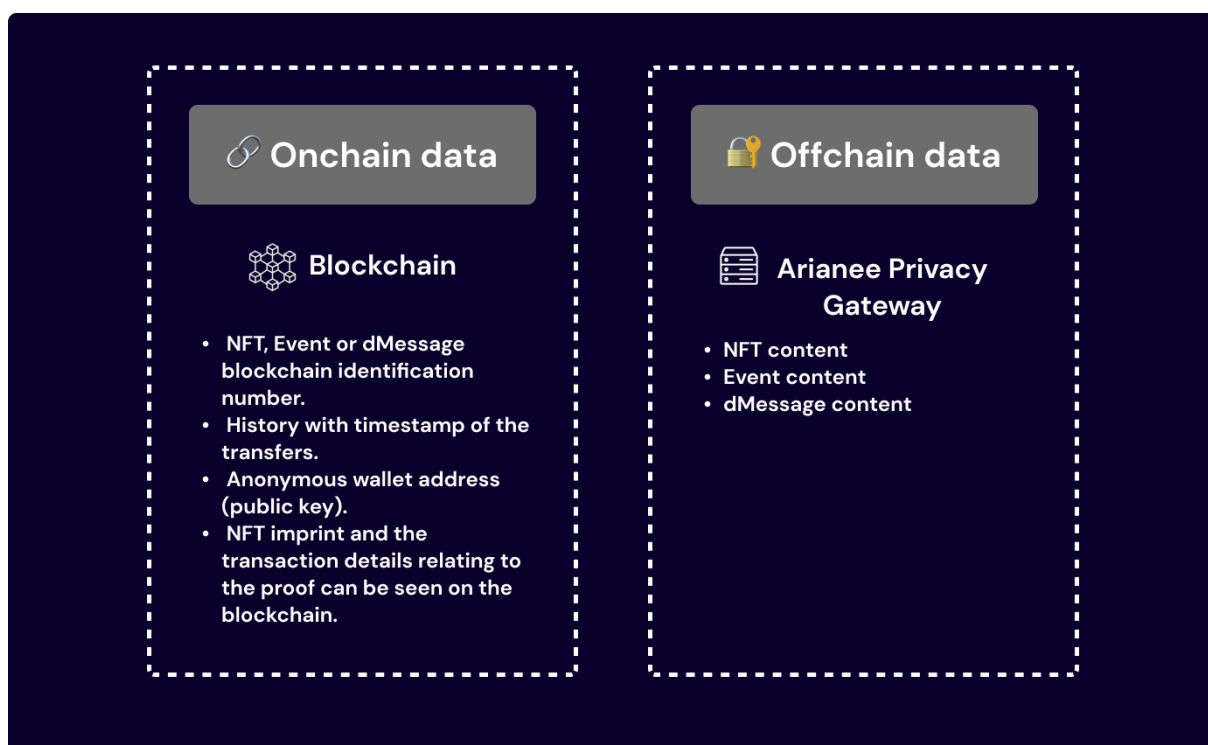 Onchain data
Blockchain
• NFT, Event or dMessage
blockchain identification
number.
• History with timestamp of the
transfers.
• Anonymous wallet address
(public key).
• NFT imprint and the
transaction details relating to
the proof can be seen on the
blockchain.
Offchain data
Arianee Privacy
Gateway
• NFT content
• Event content
• dMessage content